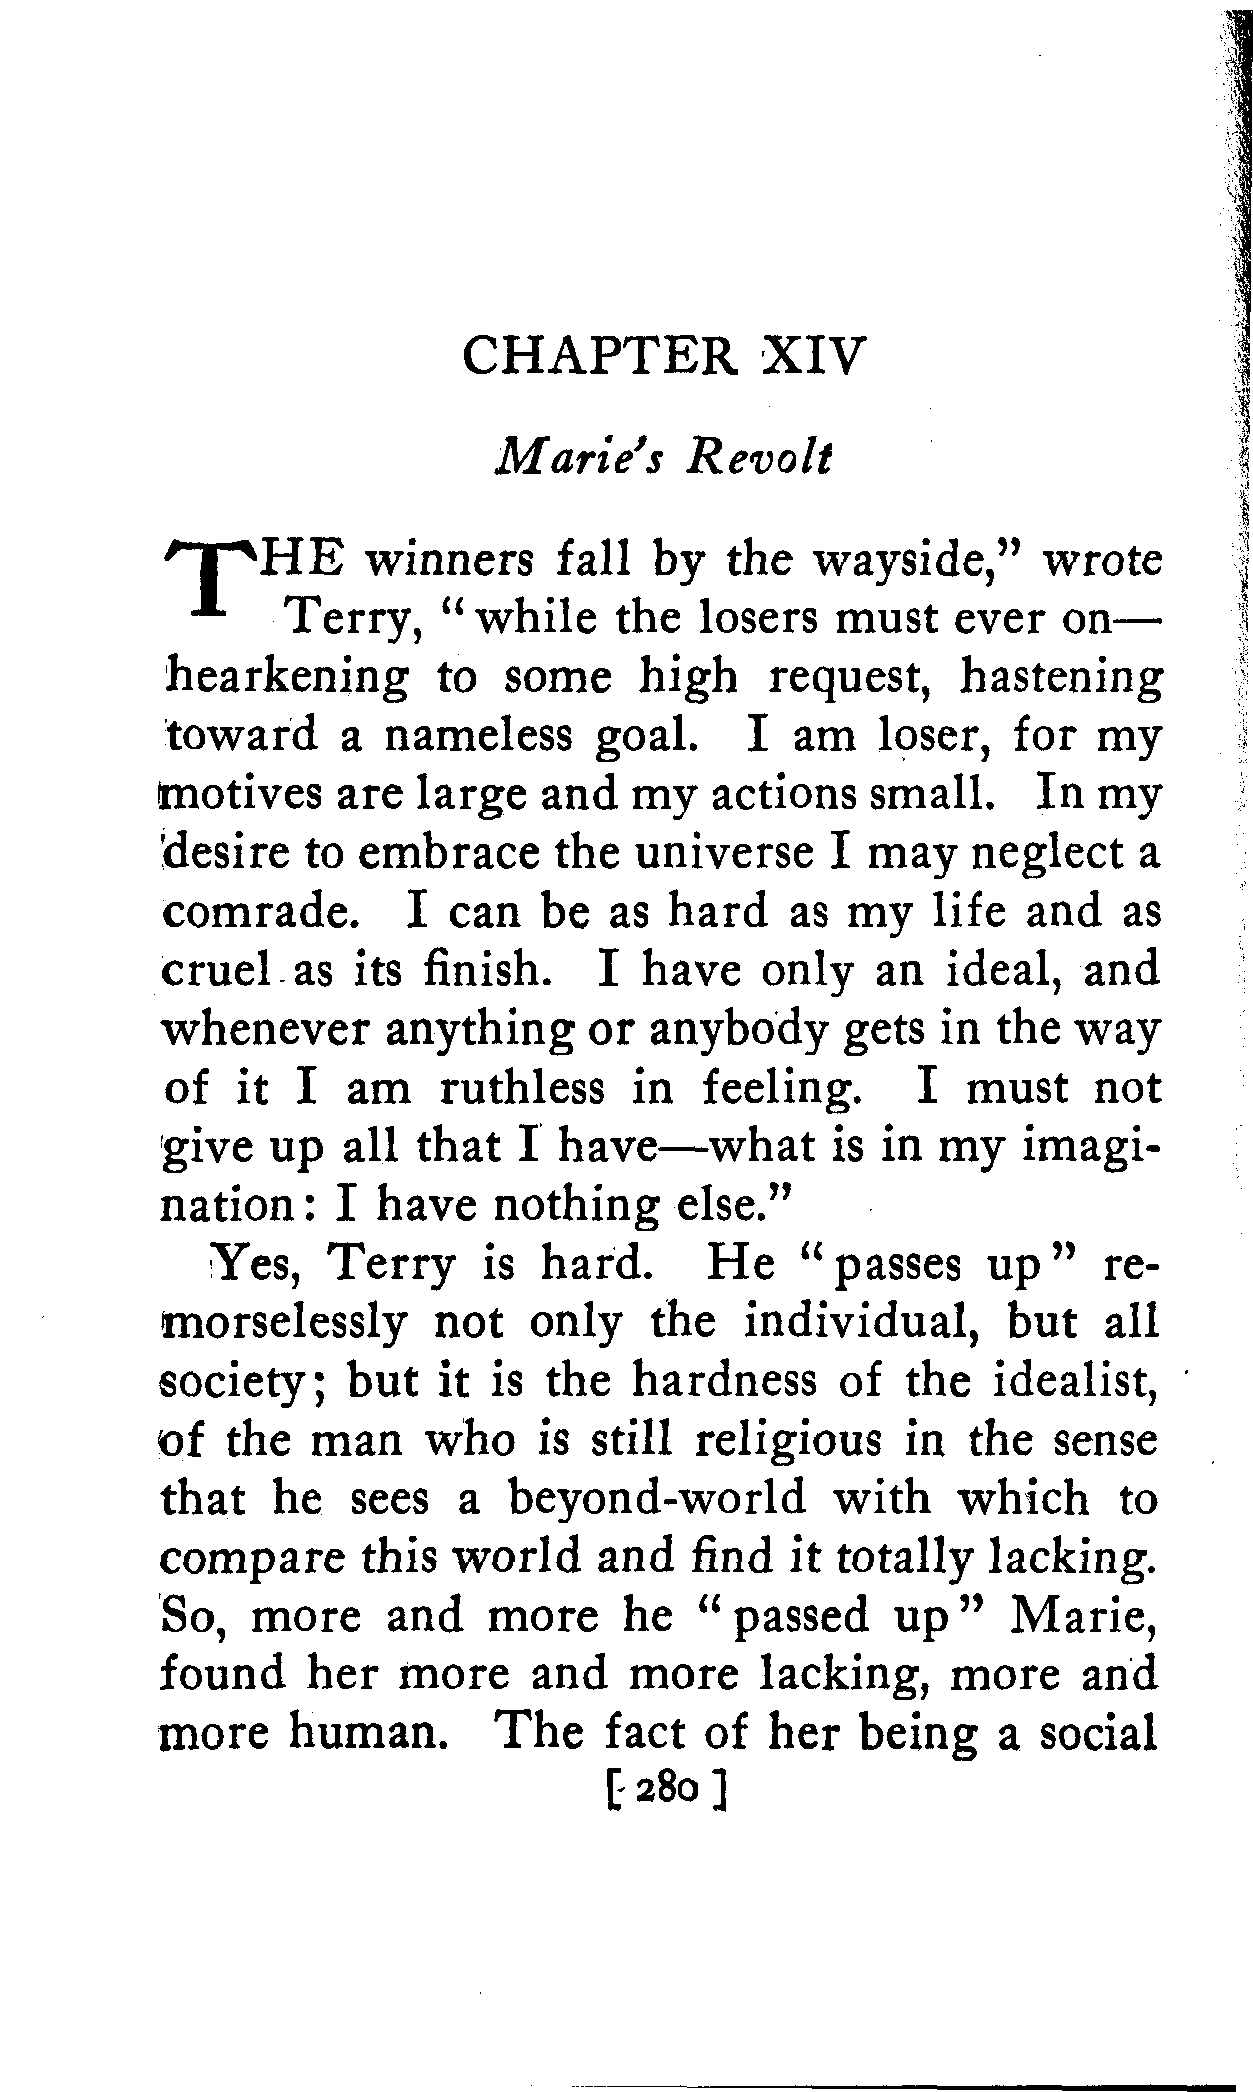 CHAPTER XIV
Marie's Revolt
THE winners fall by the wayside,” wrote
Terry, “while the losers must ever on—
hearkening to some high request, hastening
toward a nameless goal. I am loser, for my
motives are large and my actions small. In my
desire to embrace the universe I may neglect a
comrade. I can be as hard as my life and as
cruel as its finish. I have only an ideal, and
whenever anything or anybody gets in the way
of it I am ruthless in feeling. I must not
give up all that I have—what is in my imagi-
nation: I have nothing else.”
Yes, Terry is hard. He “passes up” re-
morselessly not only the individual, but all
society; but it is the hardness of the idealist,
of the man who is still religious in the sense
that he sees a beyond-world with which to
compare this world and find it totally lacking.
So, more and more he “passed up” Marie,
found her more and more lacking, more and
more human. The fact of her being a social
[ 280 ]